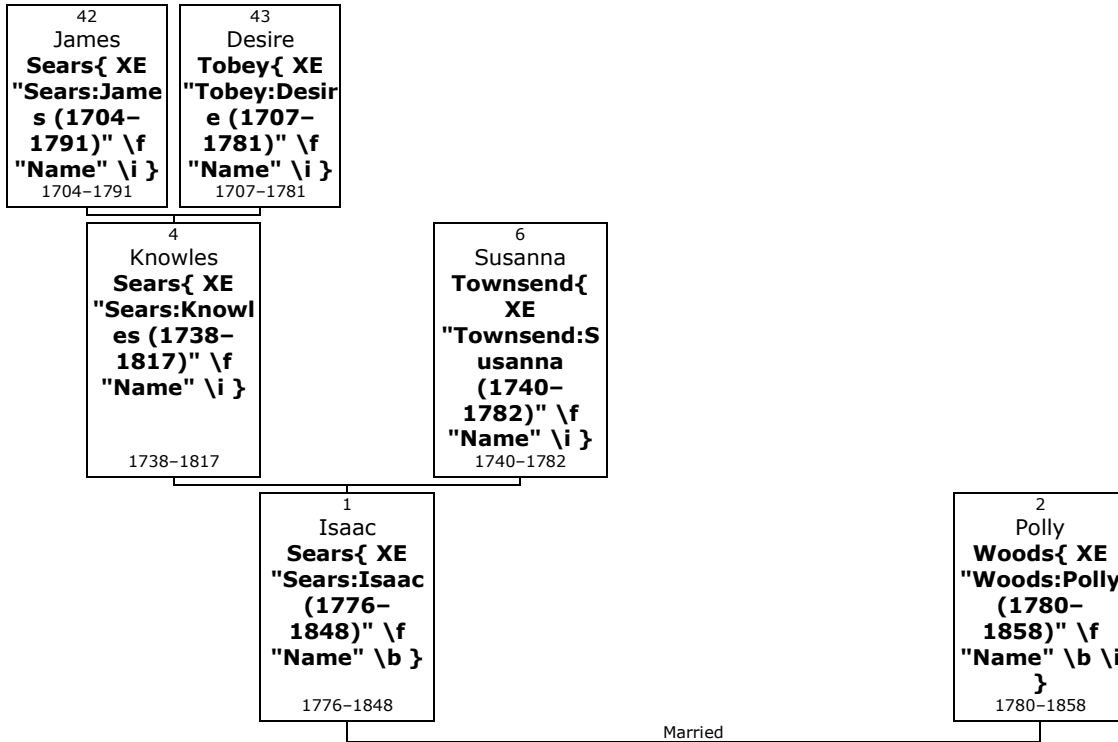 42
James
Sears{ XE
"Sears:Jame
s (1704–
1791)" \f
"Name" \i }
1704–1791
43
Desire
Tobey{ XE
"Tobey:Desir
e (1707–
1781)" \f
"Name" \i }
1707–1781
4
Knowles
Sears{ XE
"Sears:Knowl
es (1738–
1817)" \f
"Name" \i }
1738–1817
6
Susanna
Townsend{
XE
"Townsend:S
usanna
(1740–
1782)" \f
"Name" \i }
1740–1782
1
Isaac
Sears{ XE
"Sears:Isaac
(1776–
1848)" \f
"Name" \b }
1776–1848
2
Polly
Woods{ XE
"Woods:Polly
(1780–
1858)" \f
"Name" \b \i
}
1780–1858
Married